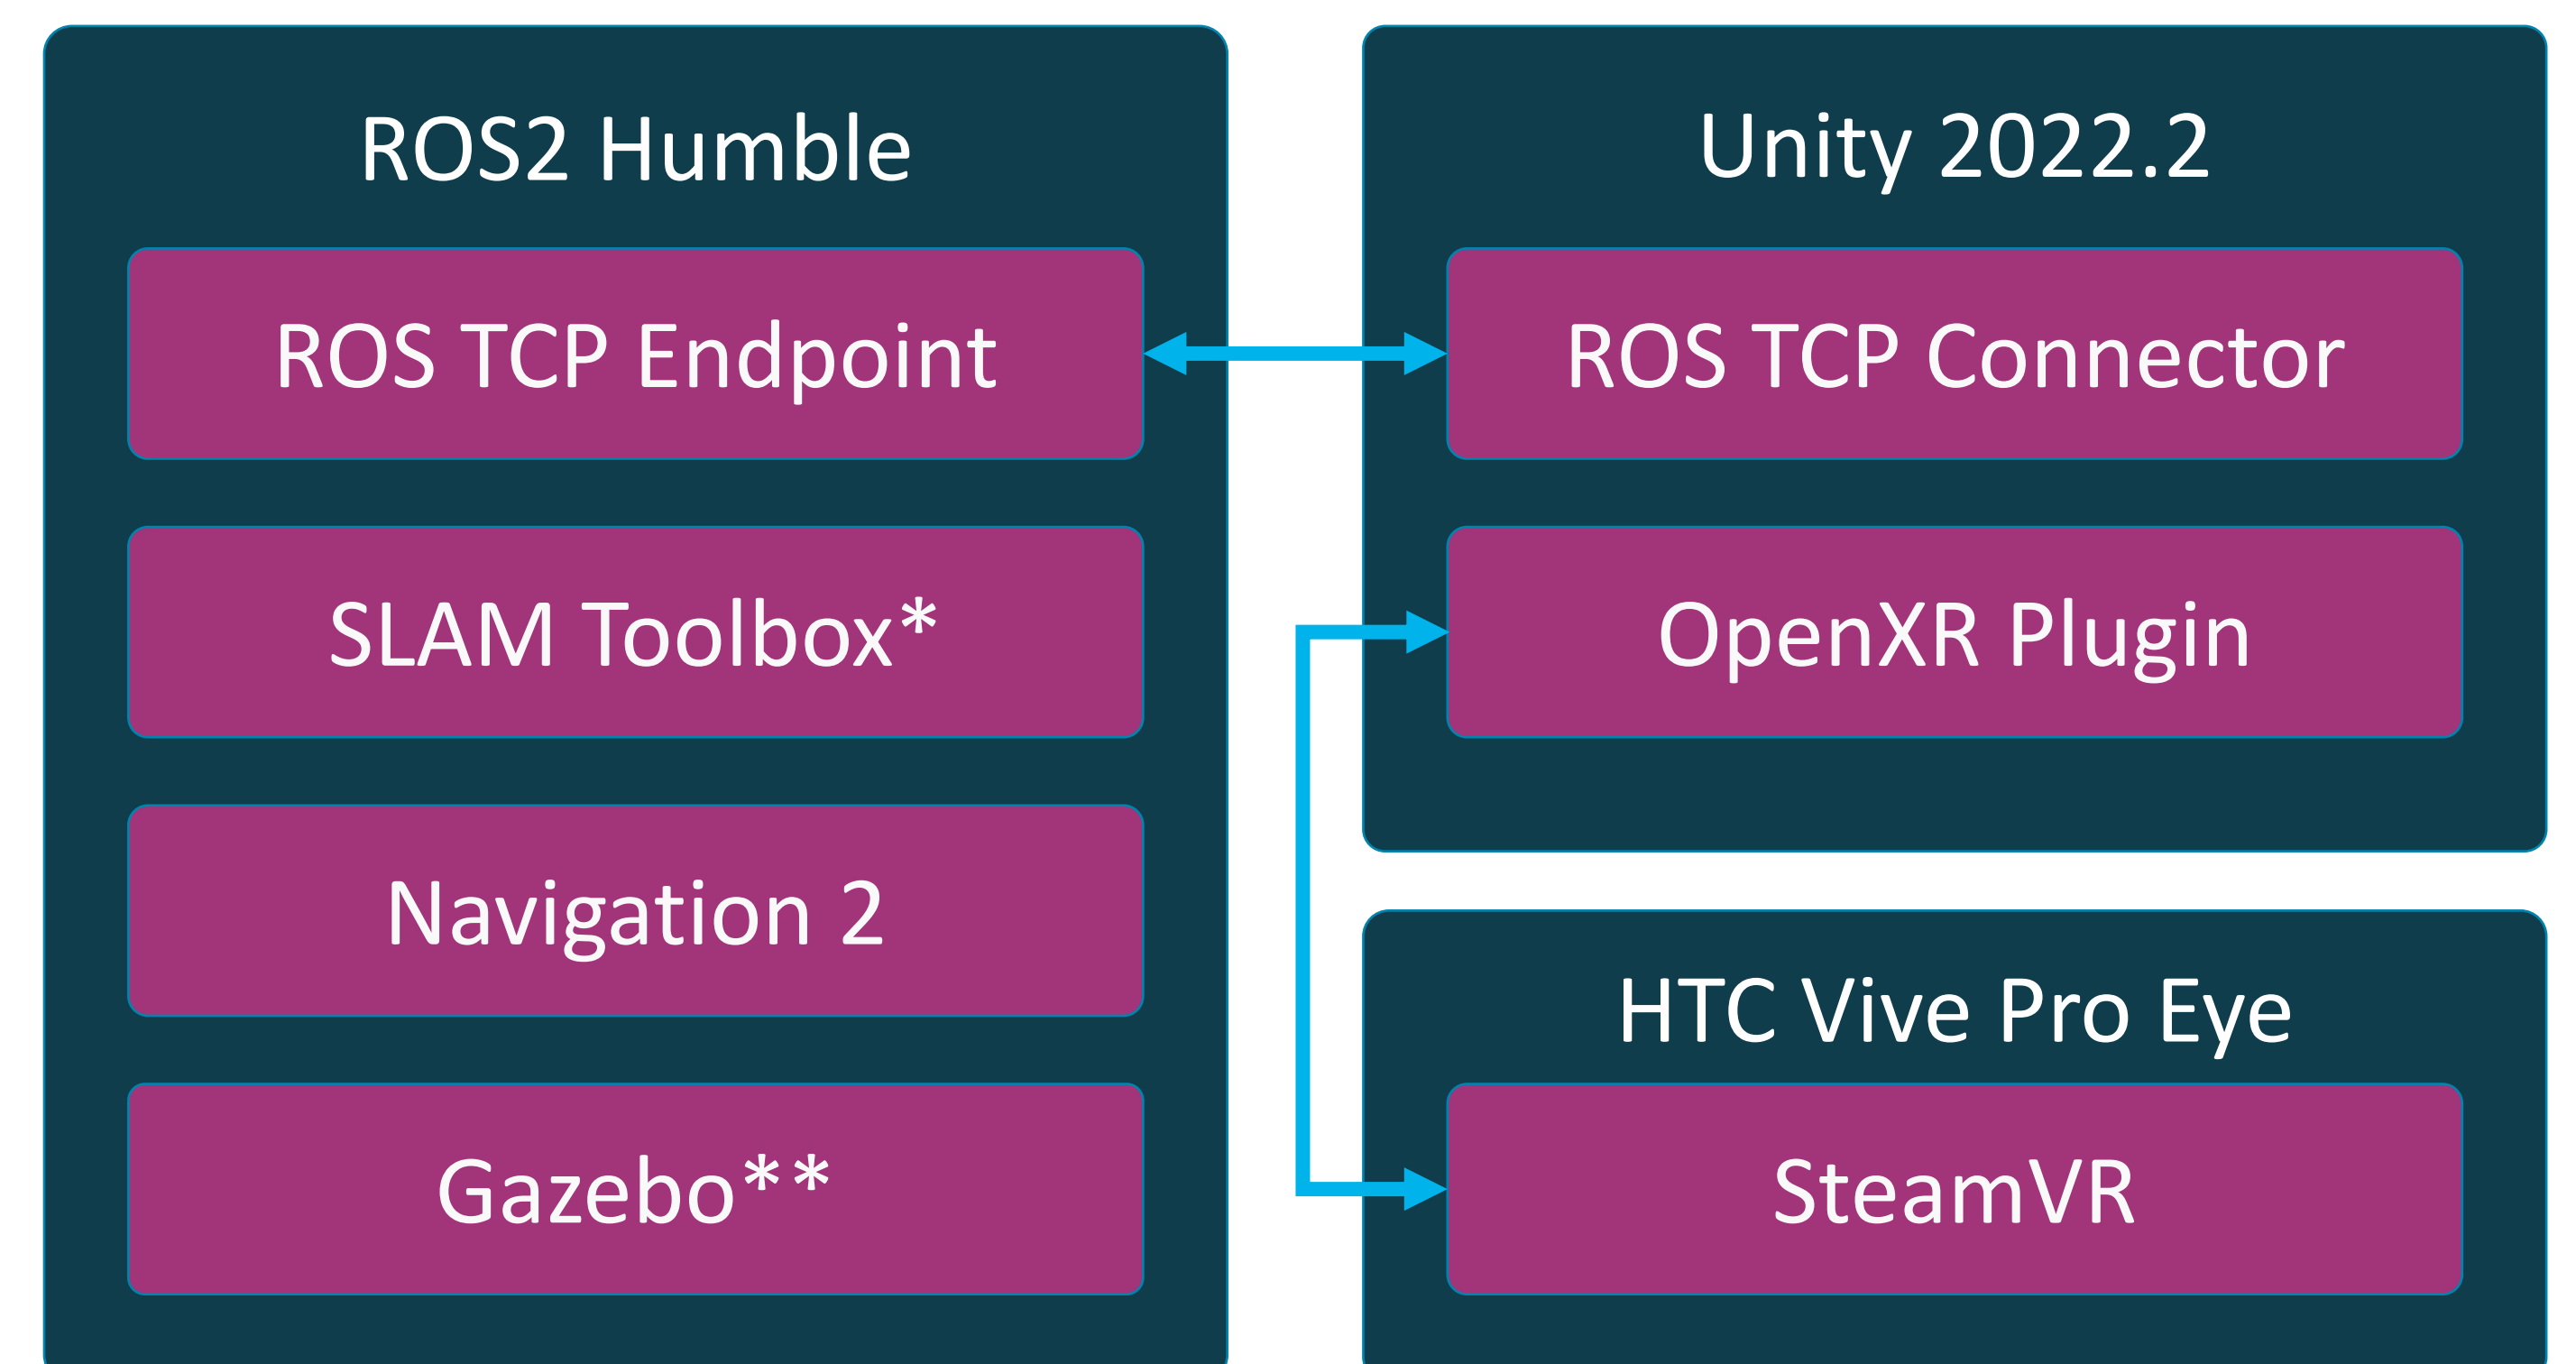 ROS2 Humble
ROS TCP Endpoint
SLAM Toolbox*
Navigation 2
Gazebo**
Unity 2022.2
ROS TCP Connector
OpenXR Plugin
HTC Vive Pro Eye
SteamVR